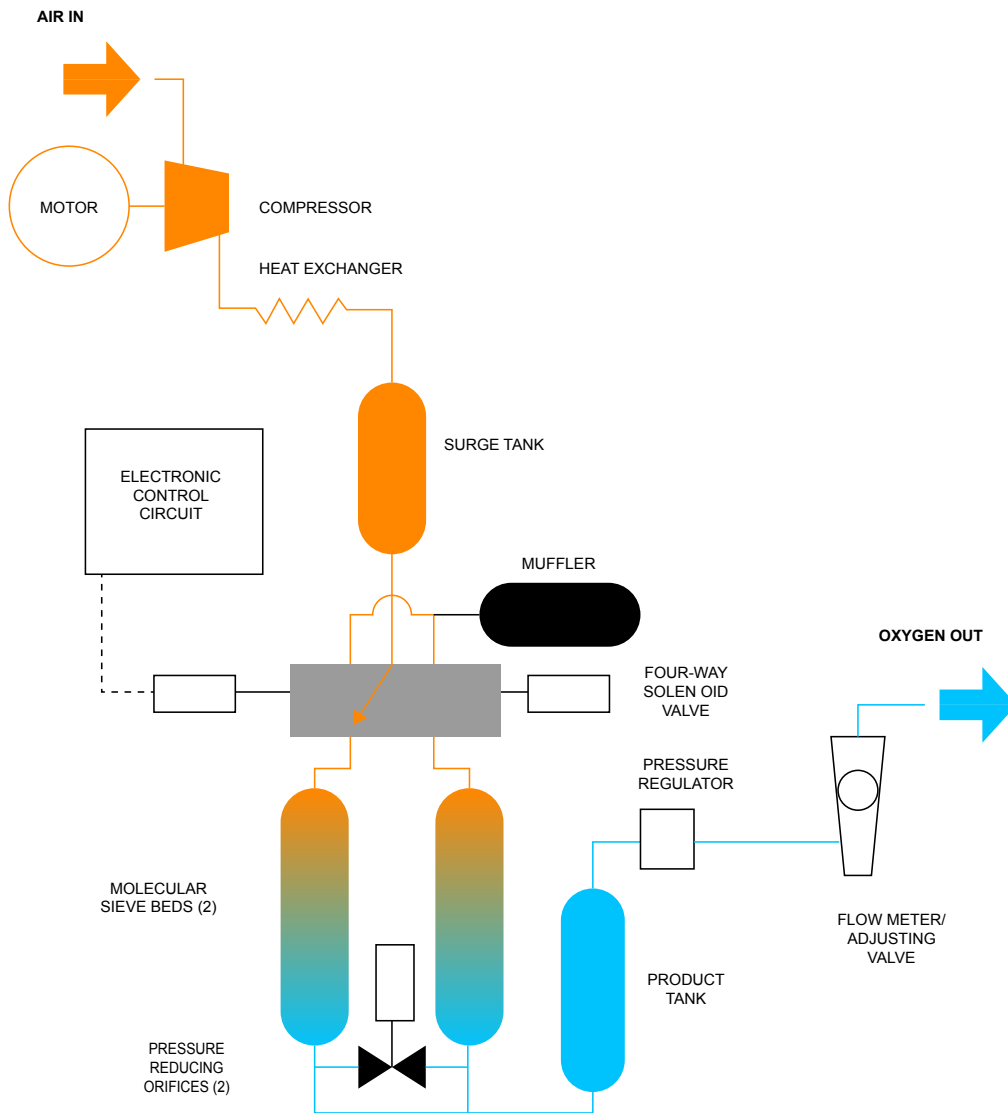 AIR IN
MOTOR
COMPRESSOR
HEAT EXCHANGER
SURGE TANK
ELECTRONIC
CONTROL
CIRCUIT
MUFFLER
OXYGEN OUT
FOUR-WAY
SOLEN OID
VALVE
PRESSURE
REGULATOR
MOLECULAR
SIEVE BEDS (2)
FLOW METER/
ADJUSTING
VALVE
PRODUCT
TANK
PRESSURE
REDUCING
ORIFICES (2)